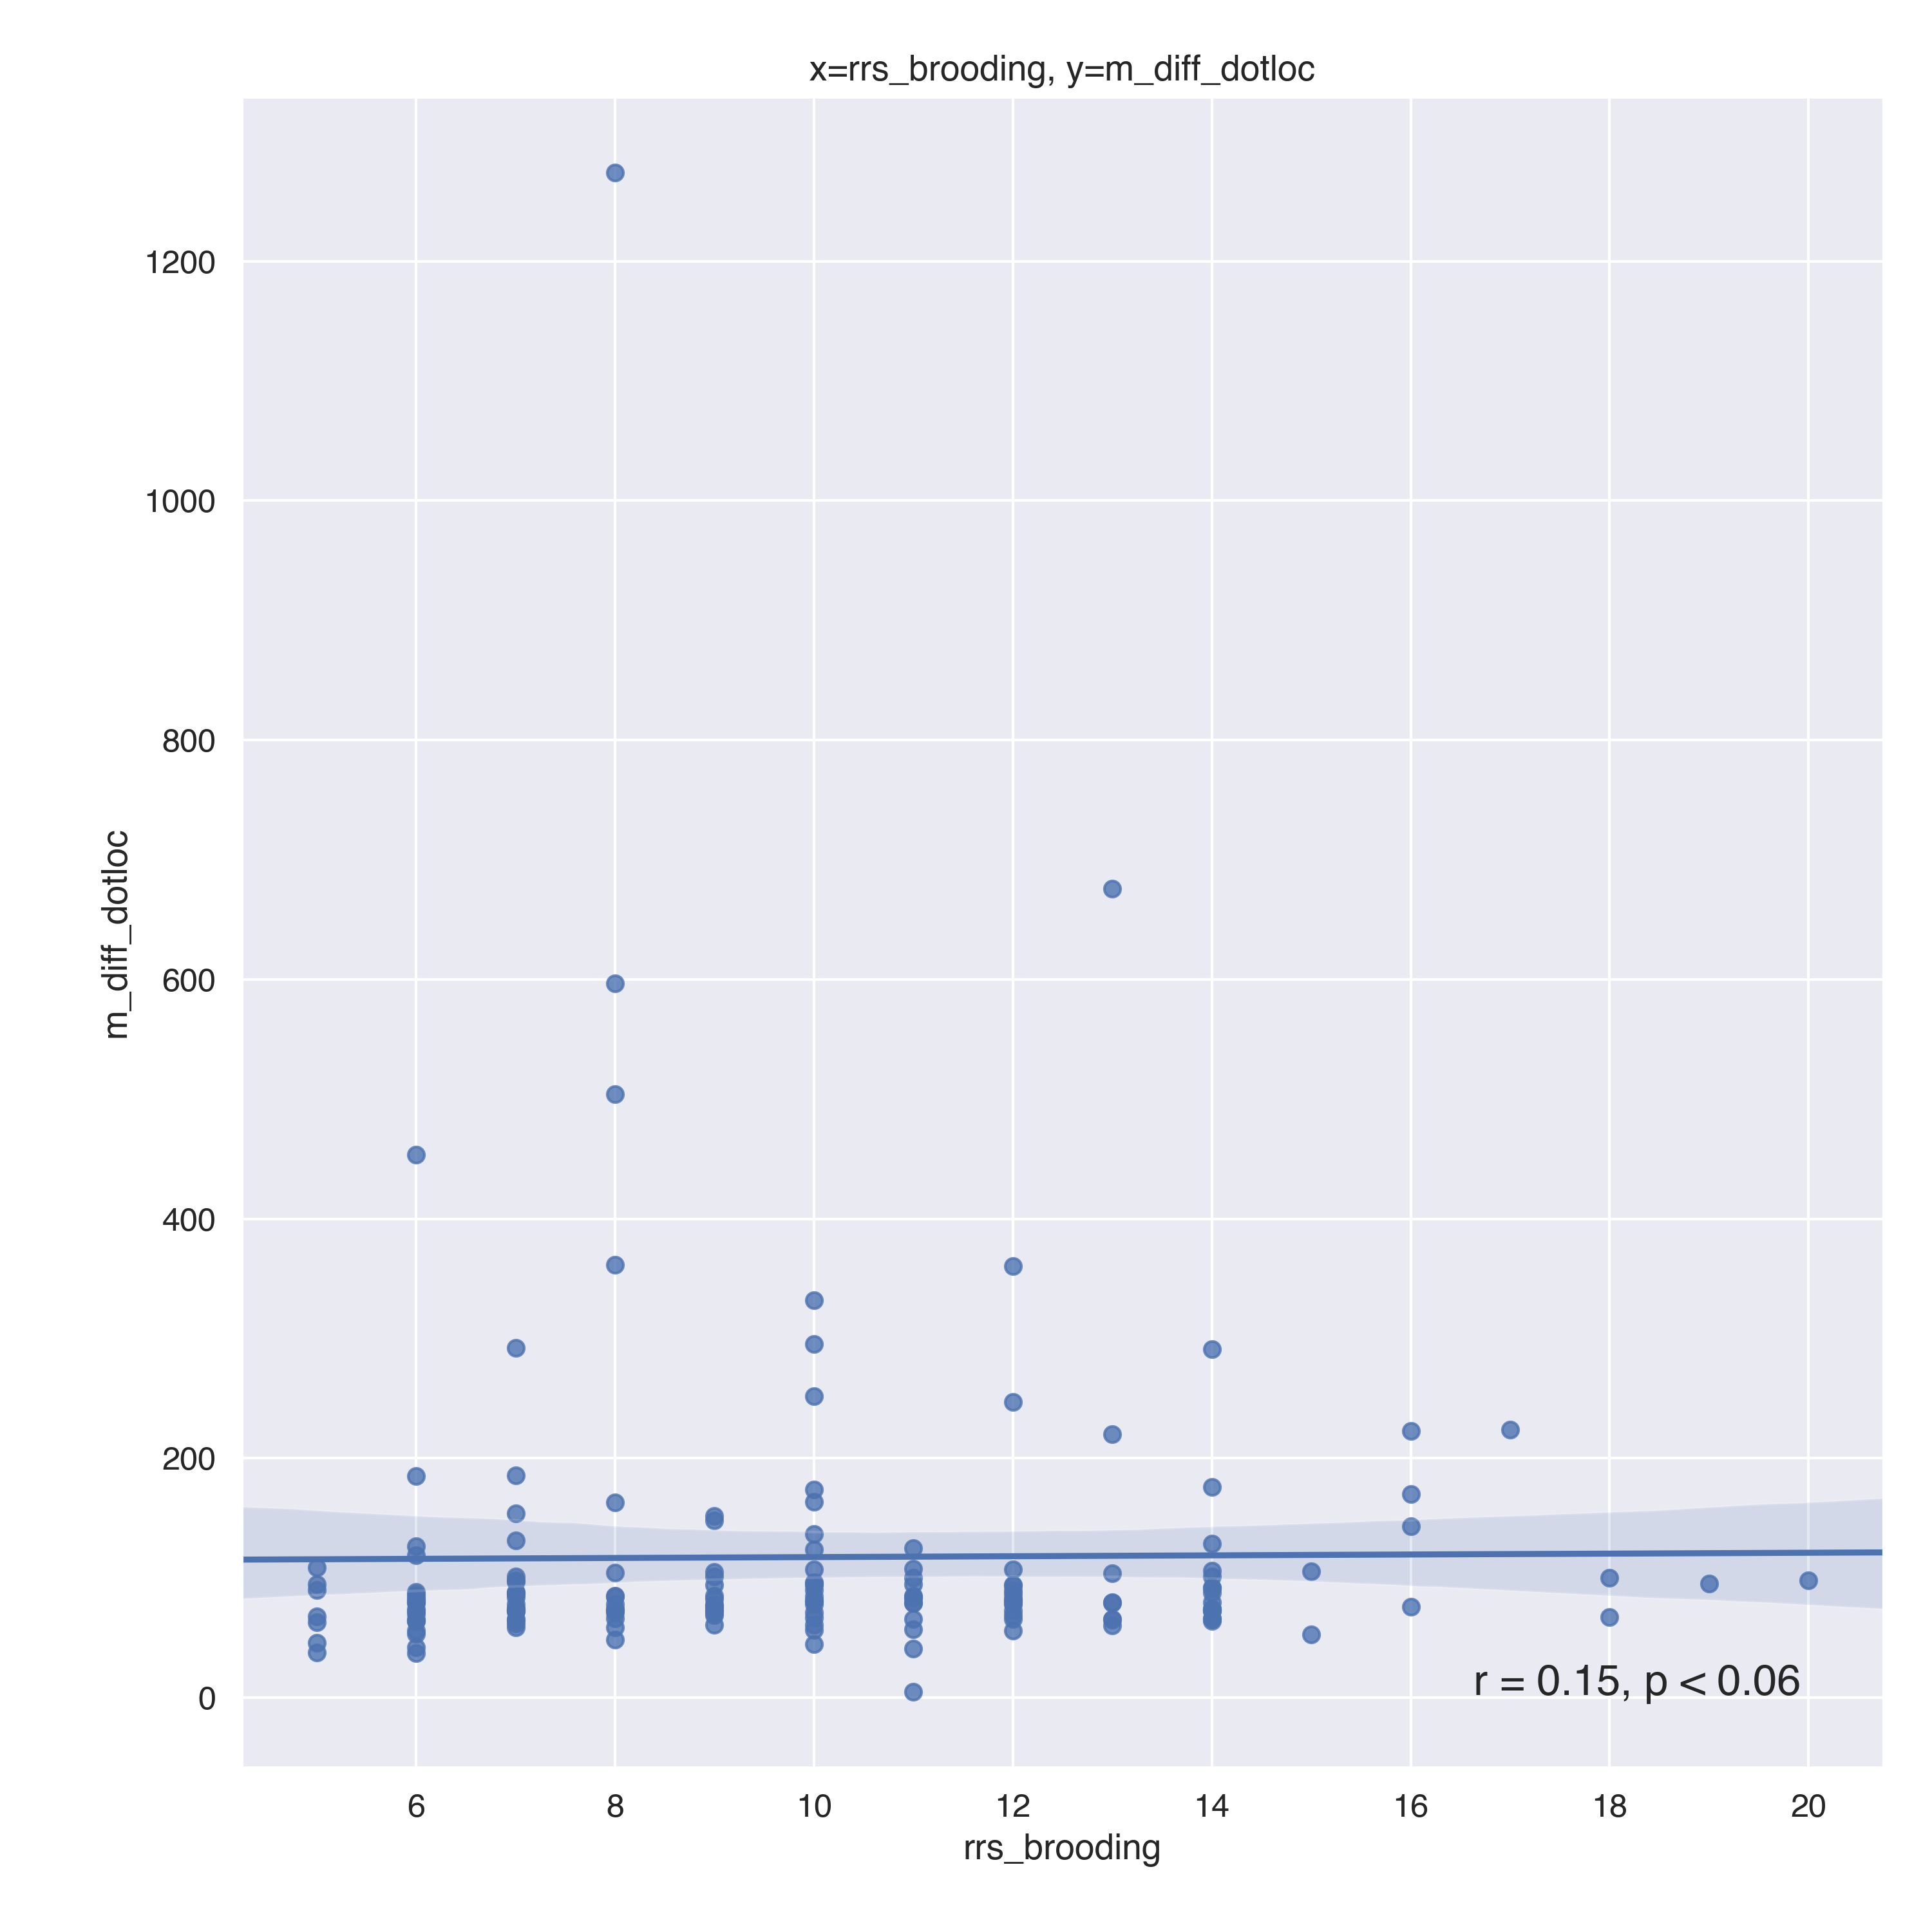 x=rrs_brooding, y=m_diff_dotloc
1200
1000
800
600
400
200
0
m_diff_dotloc
r = 0.15, p < 0.06
6 8 10 12 14 16 18 20
rrs_brooding